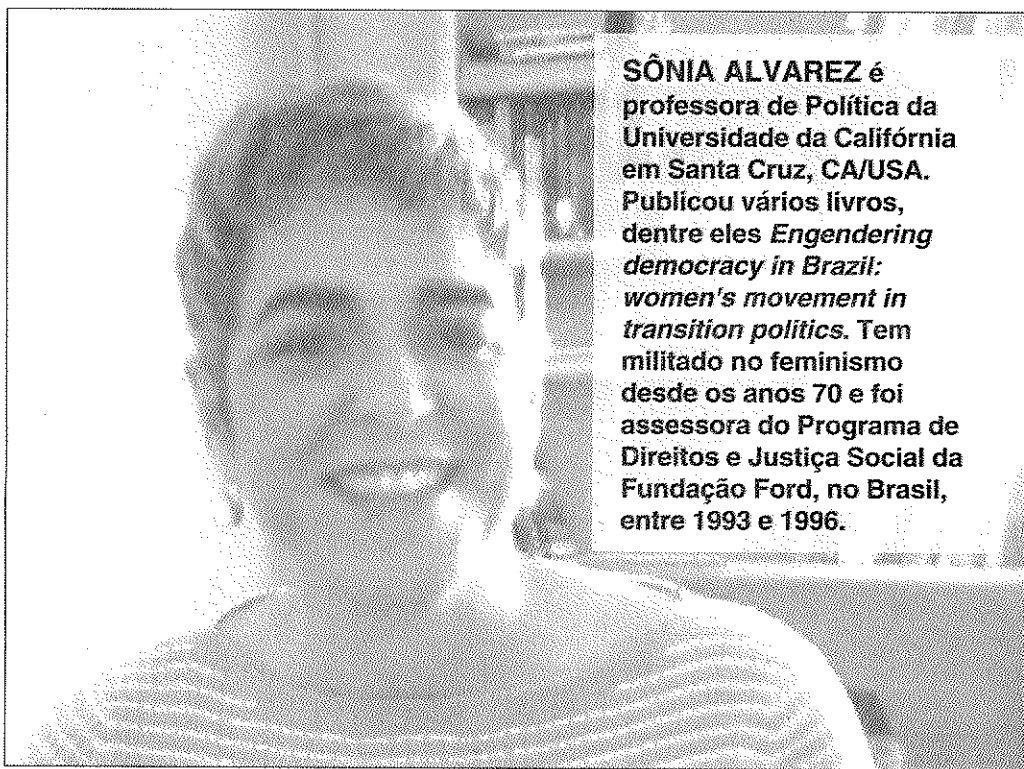 SÔNIA ALVAREZ é
professora de Política da
Universidade da Califórnia
em Santa Cruz, CA/USA.
Publicou vários livros,
dentre eles Engendering
democracy in Brazil:
women's movement in
transition politics. Tem
militado no feminismo
desde os anos 70 e foi
assessora do Programa de
Direitos e Justiça Social da
Fundação Ford, no Brasil,
entre 1993 e 1996.